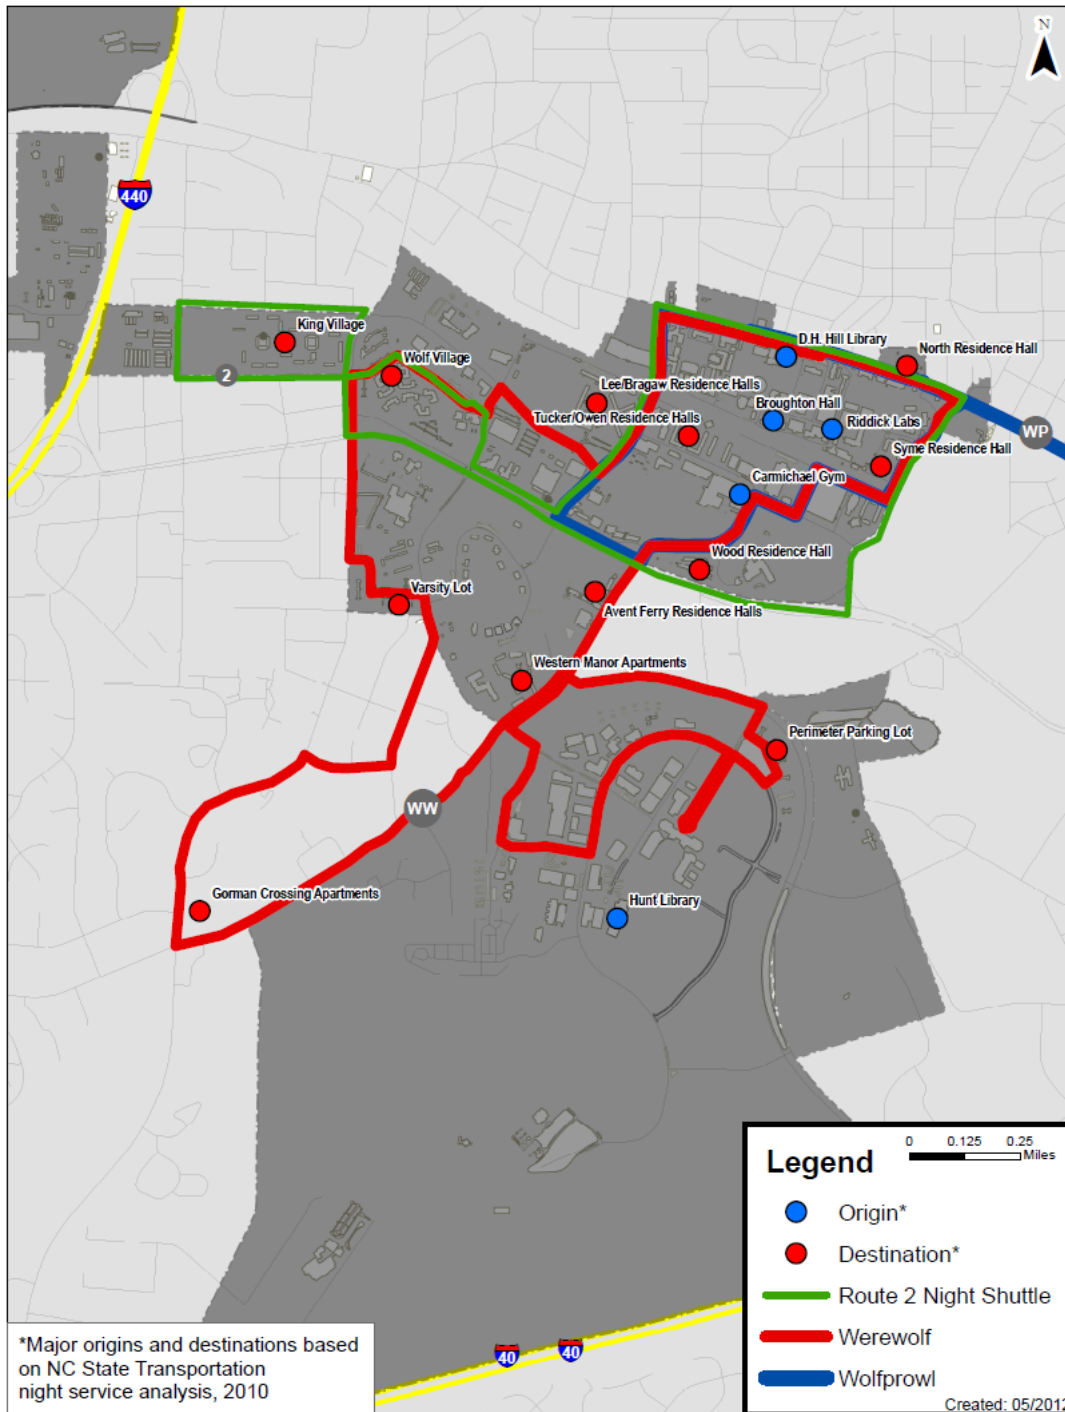 N
440
King Village
2
Wolf Village
D.H. Hill Library
North Residence Hall
Lee/Bragaw Residence Halls
Broughton Hall
Tucker/Owen Residence Halls
Riddick Labs
WP
Syme Residence Hall
Carmichael Gym
Wood Residence Hall
Varsity Lot
Avent Ferry Residence Halls
Western Manor Apartments
Perimeter Parking Lot
WW
Gorman Crossing Apartments
Hunt Library
Legend
0 0.125 0.25
Miles
Origin*
Destination*
Route 2 Night Shuttle
Werewolf
Wolfprowl
Created: 05/2012
*Major origins and destinations based
on NC State Transportation
night service analysis, 2010
40
40